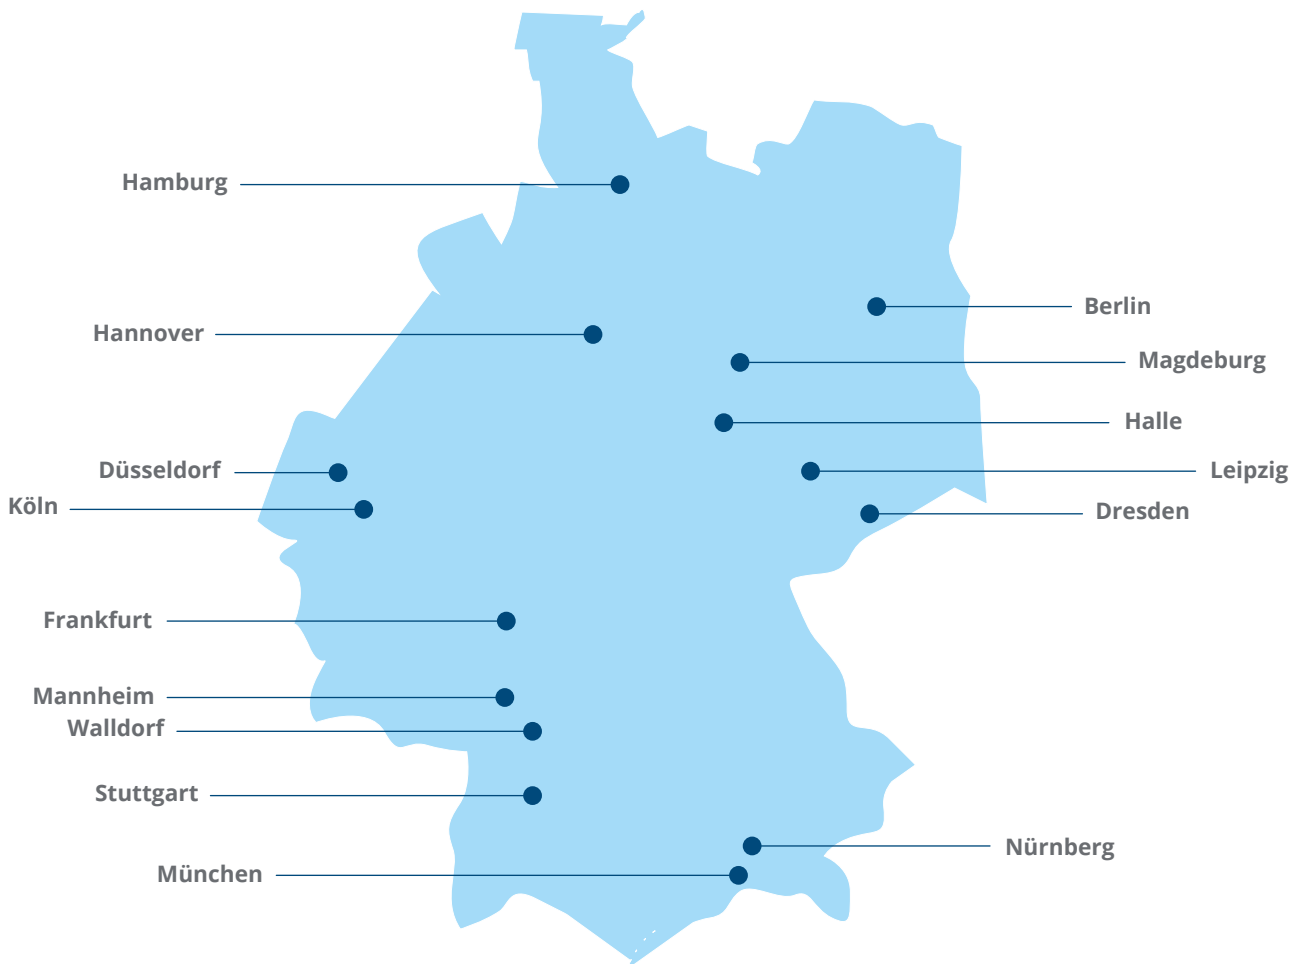 Hamburg
Berlin
Hannover
Magdeburg
Halle
Düsseldorf
Leipzig
Köln
Dresden
Frankfurt
Mannheim
Walldorf
Stuttgart
Nürnberg
München